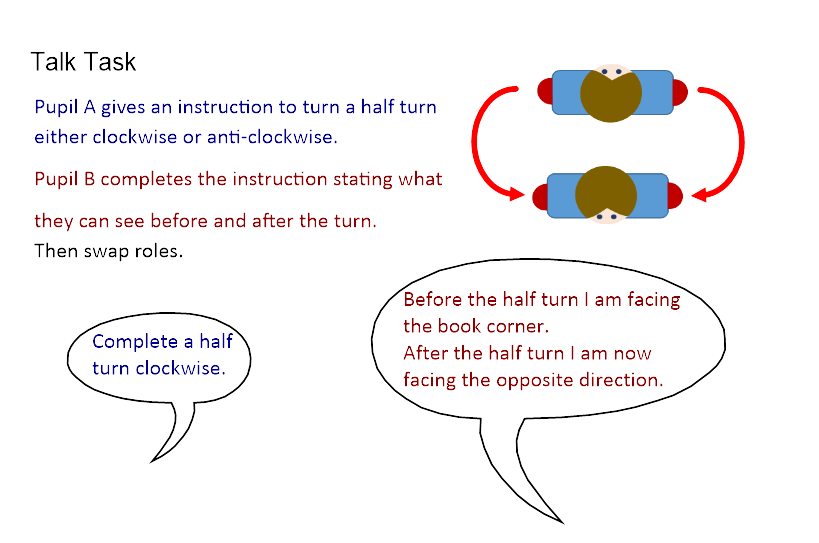 Talk Task
Pupil A gives an instruction to turn a half turn
either clockwise or anti-clockwise.
Pupil B completes the instruction stating what
they can see before and after the turn.
Then swap roles.
Complete a half
turn clockwise.
Before the half turn I am facing
the book corner.
After the half turn I am now
facing the opposite direction.